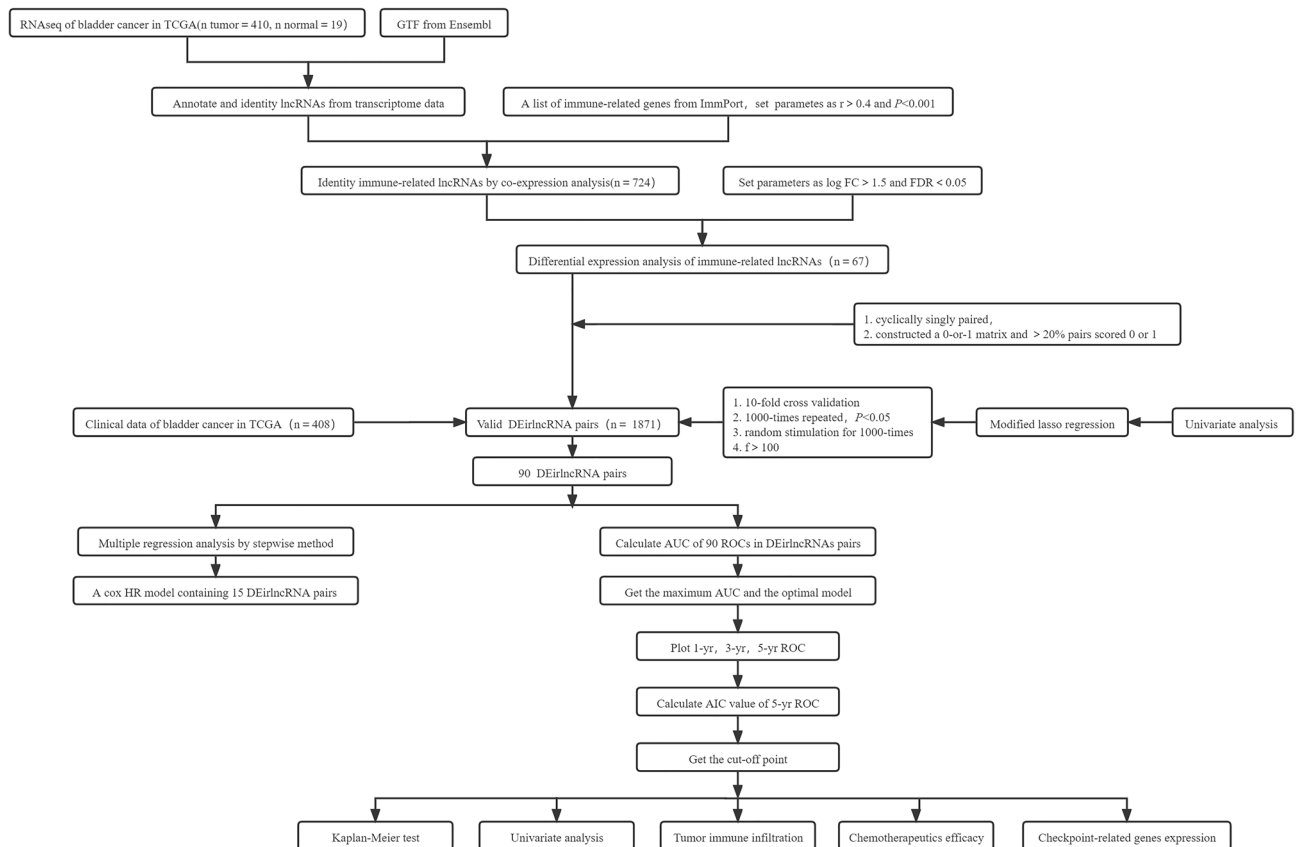 RNAseq of bladder cancer in TCGA(n tumor = 410, n normal = 19)
GTF from Ensembl
Annotate and identity lncRNAs from transcriptome data
A list of immune-related genes from ImmPort, set parametes as r > 0.4 and P<0.001
Identity immune-related lncRNAs by co-expression analysis(n = 724)
Set parameters as log FC > 1.5 and FDR < 0.05
Differential expression analysis of immune-related lncRNAs (n = 67)
1. cyclically singly paired,
2. constructed a 0-or-1 matrix and > 20% pairs scored 0 or 1
Clinical data of bladder cancer in TCGA (n = 408)
Valid DEirlncRNA pairs (n = 1871)
1. 10-fold cross validation
2. 1000-times repeated, P<0.05
3. random stimulation for 1000-times
4. f > 100
Modified lasso regression
Univariate analysis
90 DEirlncRNA pairs
Multiple regression analysis by stepwise method
Calculate AUC of 90 ROCs in DEirlncRNAs pairs
A cox HR model containing 15 DEirlncRNA pairs
Get the maximum AUC and the optimal model
Plot 1-yr, 3-yr, 5-yr ROC
Calculate AIC value of 5-yr ROC
Get the cut-off point
Kaplan-Meier test
Univariate analysis
Tumor immune infiltration
Chemotherapeutics efficacy
Checkpoint-related genes expression